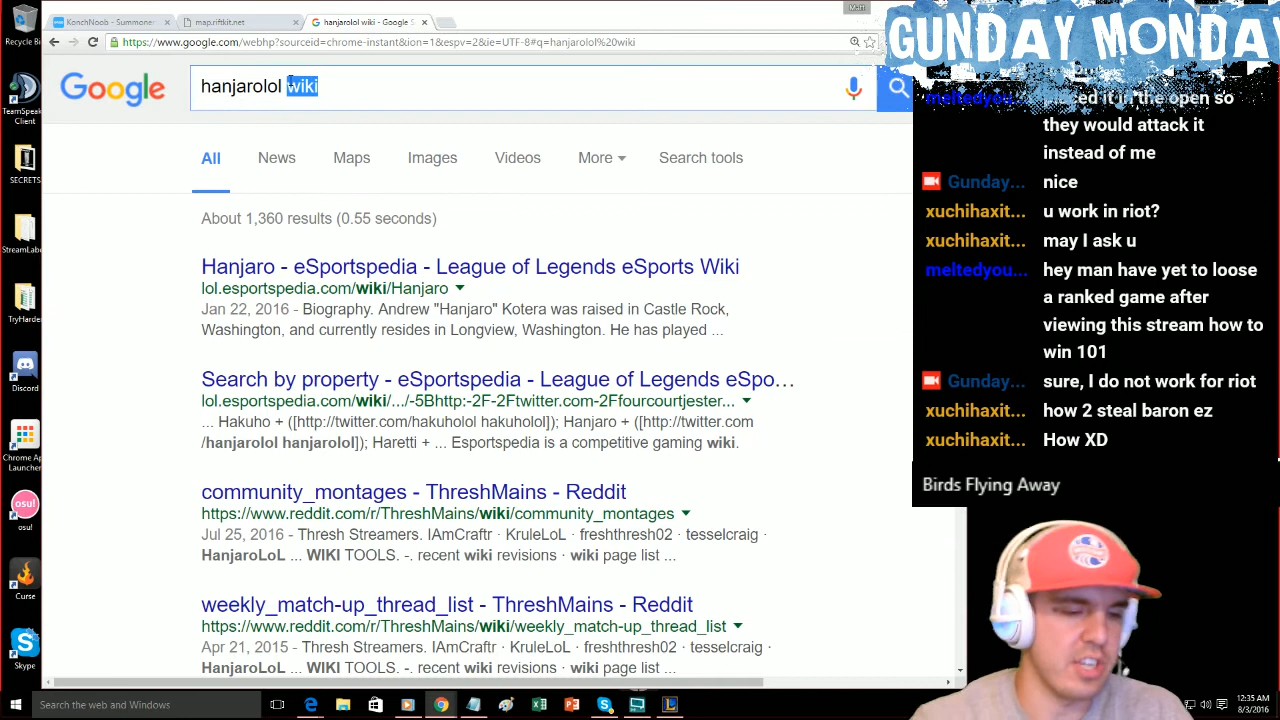 Recycle Bi
TeamSpeak
Client
SECRETS
StreamLab
TryHarde
Discord
Chrome Ap
Launcher
osu!
Curse
Skype
KonchNoob - Summoner
map.riftkit.net
hanjarolol wiki - Google S
Matt
https://www.google.com/webhp?sourceid=chrome-instant&ion=1&espv=2&ie=UTF-8#q=hanjarolol%20wiki
Google
hanjarolol wiki
All News Maps Images Videos More Search tools
About 1,360 results (0.55 seconds)
Hanjaro - eSportspedia - League of Legends eSports Wiki
lol.esportspedia.com/wiki/Hanjaro
Jan 22, 2016 - Biography. Andrew "Hanjaro" Kotera was raised in Castle Rock,
Washington, and currently resides in Longview, Washington. He has played ...
Search by property - eSportspedia - League of Legends eSpo...
lol.esportspedia.com/wiki/.../-5Bhttp:-2F-2Ftwitter.com-2Ffourcourtjester...
... Hakuho + ([http://twitter.com/hakuholol hakuholol]); Hanjaro + ([http://twitter.com
/hanjarolol hanjarolol]); Haretti + ... Esportspedia is a competitive gaming wiki.
community_montages - ThreshMains - Reddit
https://www.reddit.com/r/ThreshMains/wiki/community_montages
Jul 25, 2016 - Thresh Streamers. IAmCraftr · KruleLoL · freshthresh02 · tesselcraig ·
HanjaroLoL ... WIKI TOOLS. -. recent wiki revisions · wiki page list ...
weekly_match-up_thread_list - ThreshMains - Reddit
https://www.reddit.com/r/ThreshMains/wiki/weekly_match-up_thread_list
Apr 21, 2015 - Thresh Streamers. IAmCraftr · KruleLoL · freshthresh02 · tesselcraig ·
HanjaroLoL ... WIKI TOOLS. -. recent wiki revisions · wiki page list ...
GUNDAY MONDA
meltedyou... it in the open so
they would attack it
instead of me
Gunday... nice
xuchihaxit... u work in riot?
xuchihaxit... may I ask u
meltedyou... hey man have yet to loose
a ranked game after
viewing this stream how to
win 101
Gunday... sure, I do not work for riot
xuchihaxit... how 2 steal baron ez
xuchihaxit... How XD
Birds Flying Away
Search the web and Windows
12:35 AM
8/3/2016